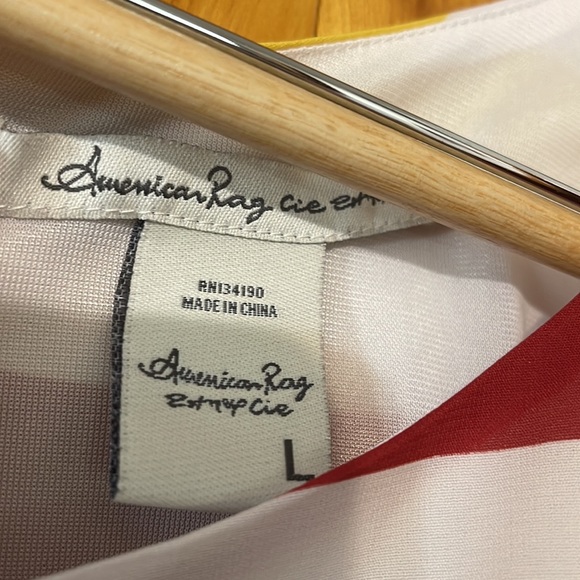 American Rag Cie
RN134190
MADE IN CHINA
American Rag
Cie
L